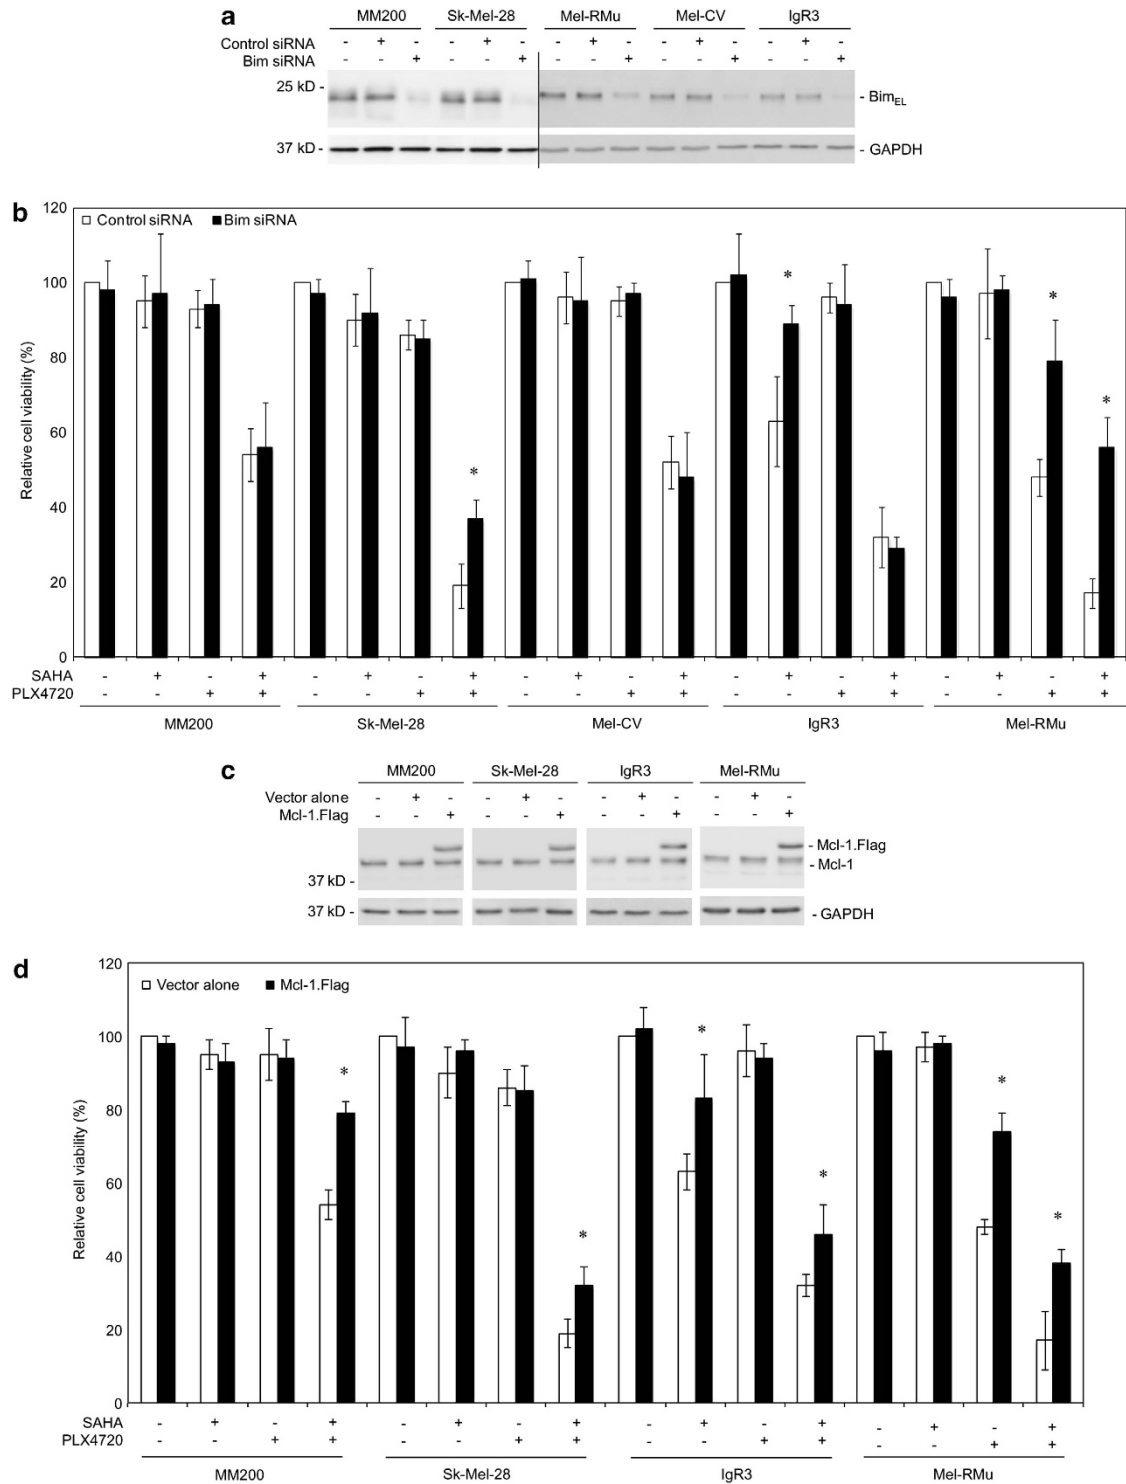 a
MM200 Sk-Mel-28 Mel-RMu Mel-CV IgR3
Control siRNA - + - - + - - + - - + - - + -
Bim siRNA - - + - - + - - + - - + - - +
25 kD -
- BimEL
37 kD - - GAPDH
b
120
Control siRNA Bim siRNA
100
80
60
40
20
0
Relative cell viability (%)
* * * *
SAHA - + - + - + - + - + - + - + - + - + - +
PLX4720 - - + + - - + + - - + + - - + + - - + +
MM200 Sk-Mel-28 Mel-CV IgR3 Mel-RMu
c
MM200 Sk-Mel-28 IgR3 Mel-RMu
Vector alone - + - - + - - + - - + -
Mcl-1.Flag - - + - - + - - + - - +
- Mcl-1.Flag
- Mcl-1
37 kD -
37 kD - - GAPDH
d
120
Vector alone Mcl-1.Flag
100
80
60
40
20
0
Relative cell viability (%)
* * * * * *
SAHA - + - + - + - + - + - + - + - +
PLX4720 - - + + - - + + - - + + - - + +
MM200 Sk-Mel-28 IgR3 Mel-RMu